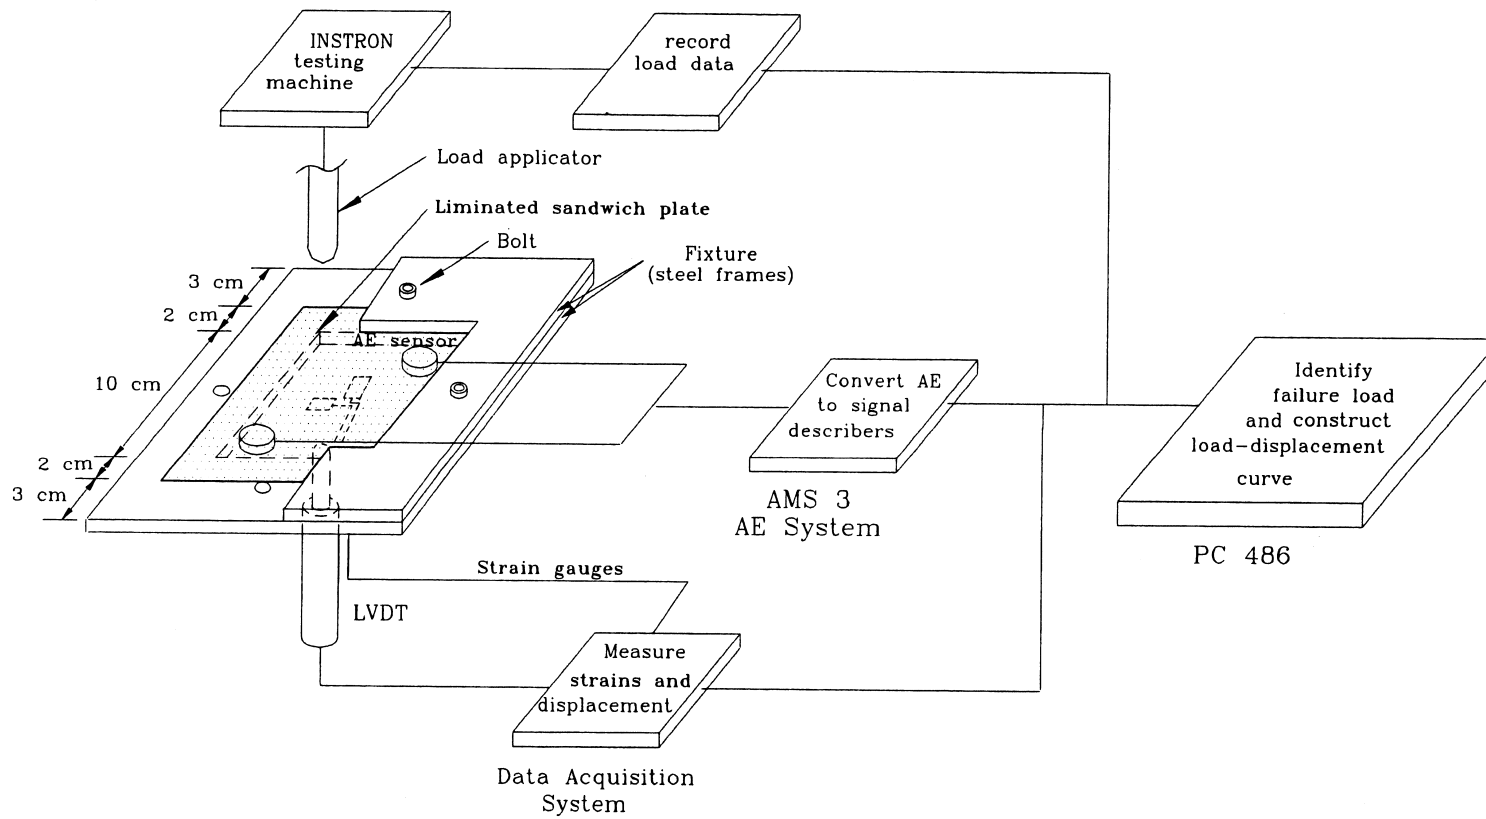 INSTRON
testing
machine
record
load data
Load applicator
Liminated sandwich plate
Bolt
Fixture
(steel frames)
3 cm
2 cm
10 cm
2 cm
3 cm
AE sensor
Convert AE
to signal
describers
AMS 3
AE System
Identify
failure load
and construct
load-displacement
curve
PC 486
Strain gauges
LVDT
Measure
strains and
displacement
Data Acquisition
System